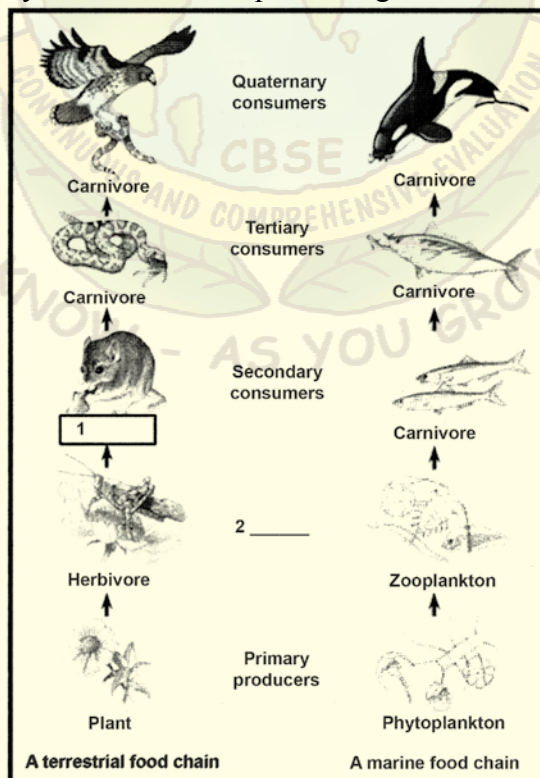 Quaternary
consumers
Carnivore
Carnivore
Tertiary
consumers
Carnivore
Carnivore
Secondary
consumers
1
Carnivore
2 ______
Herbivore
Zooplankton
Primary
producers
Plant
Phytoplankton
A terrestrial food chain
A marine food chain
CBSE
CONTINUOUS AND COMPREHENSIVE EVALUATION
KNOW - AS YOU GROW